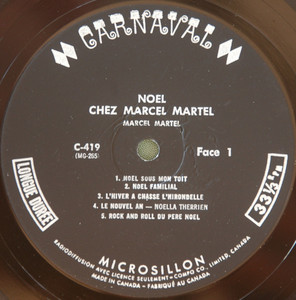 CARNAVAL
NOEL
CHEZ MARCEL MARTEL
MARCEL MARTEL
C-419
(MG-265)
Face 1
1. NOEL SOUS MON TOIT
2. NOEL FAMILIAL
3. L'HIVER A CHASSE L'HIRONDELLE
4. LE NOUVEL AN — NOELLA THERRIEN
5. ROCK AND ROLL DU PERE NOEL
LONGUE DURÉE
33⅓ R.P.M.
MICROSILLON
RADIODIFFUSION AVEC LICENCE SEULEMENT - COMPO CO., LIMITED, CANADA.
MADE IN CANADA - FABRIQUÉ AU CANADA